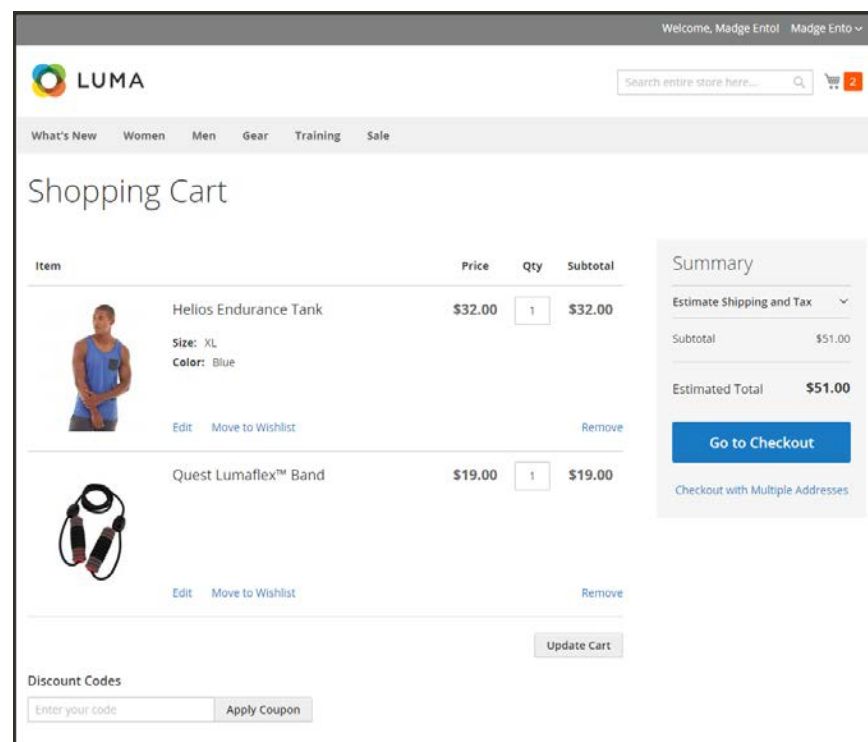 Welcome, Madge Ento! Madge Ento
LUMA
Search entire store here...
2
What's New Women Men Gear Training Sale
Shopping Cart
Item Price Qty Subtotal
Helios Endurance Tank $32.00 1 $32.00
Size: XL
Color: Blue
Edit Move to Wishlist Remove
Quest Lumaflex™ Band $19.00 1 $19.00
Edit Move to Wishlist Remove
Update Cart
Discount Codes
Enter your code Apply Coupon
Summary
Estimate Shipping and Tax
Subtotal $51.00
Estimated Total $51.00
Go to Checkout
Checkout with Multiple Addresses